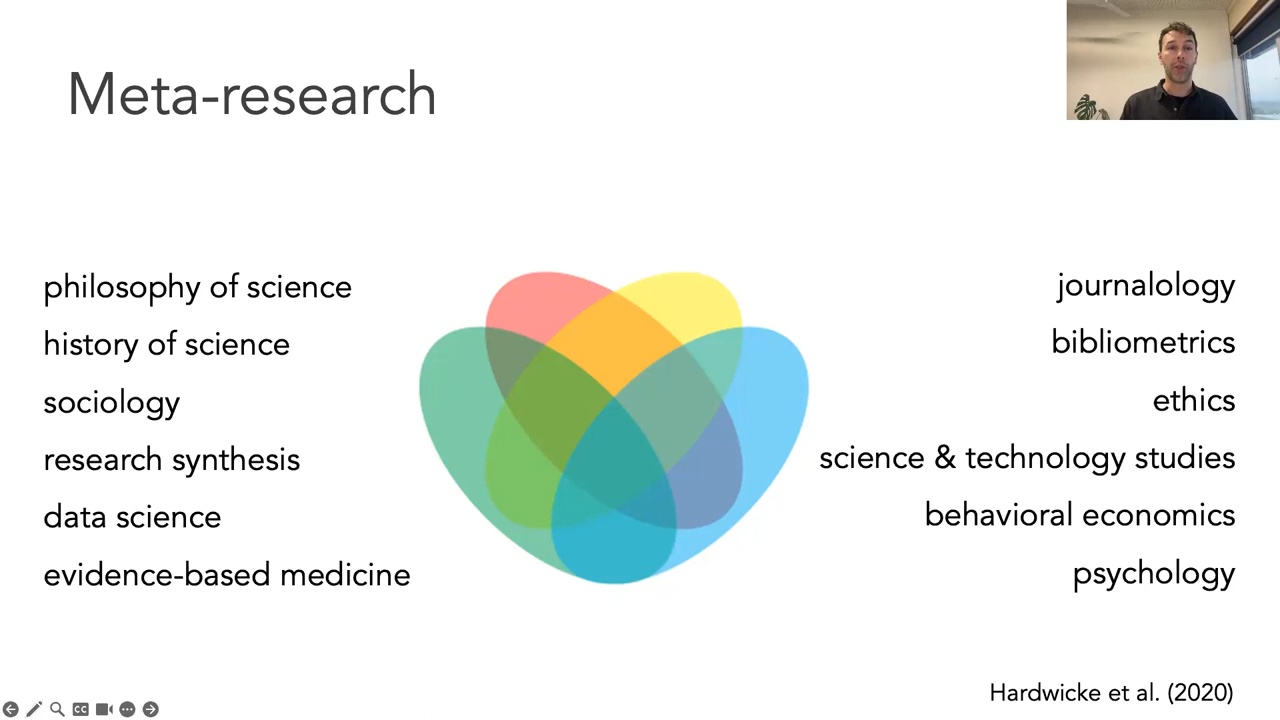 Meta-research
philosophy of science
history of science
sociology
research synthesis
data science
evidence-based medicine
journalology
bibliometrics
ethics
science & technology studies
behavioral economics
psychology
Hardwicke et al. (2020)
CC